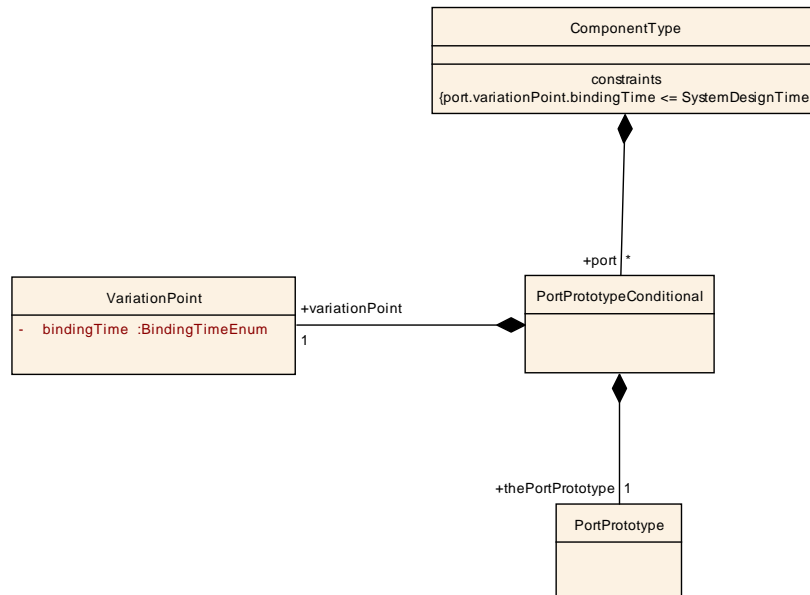 ComponentType
constraints
{port.variationPoint.bindingTime <= SystemDesignTime
+port *
VariationPoint
- bindingTime :BindingTimeEnum
+variationPoint
1
PortPrototypeConditional
+thePortPrototype 1
PortPrototype